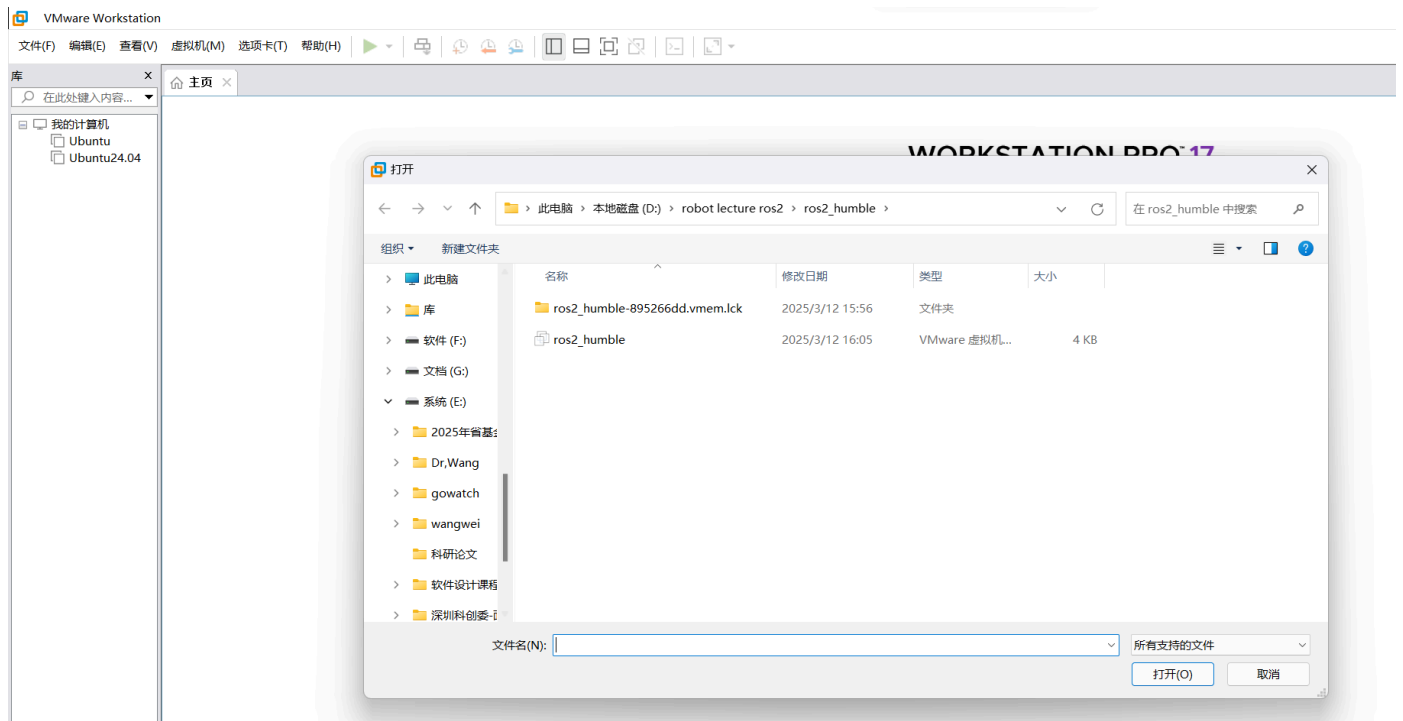 VMware Workstation
文件(F) 编辑(E) 查看(V) 虚拟机(M) 选项卡(T) 帮助(H)
库 x
主页
在此处键入内容...
我的计算机
Ubuntu
Ubuntu24.04
WORKSTATION PRO™ 17
打开
此电脑 › 本地磁盘 (D:) › robot lecture ros2 › ros2_humble ›
在 ros2_humble 中搜索
组织 新建文件夹
名称 修改日期 类型 大小
此电脑
库
软件 (F:)
文档 (G:)
系统 (E:)
2025年省基金
Dr,Wang
gowatch
wangwei
科研论文
软件设计课程
深圳科创委-面
ros2_humble-895266dd.vmem.lck 2025/3/12 15:56 文件夹
ros2_humble 2025/3/12 16:05 VMware 虚拟机... 4 KB
文件名(N): 所有支持的文件
打开(O) 取消